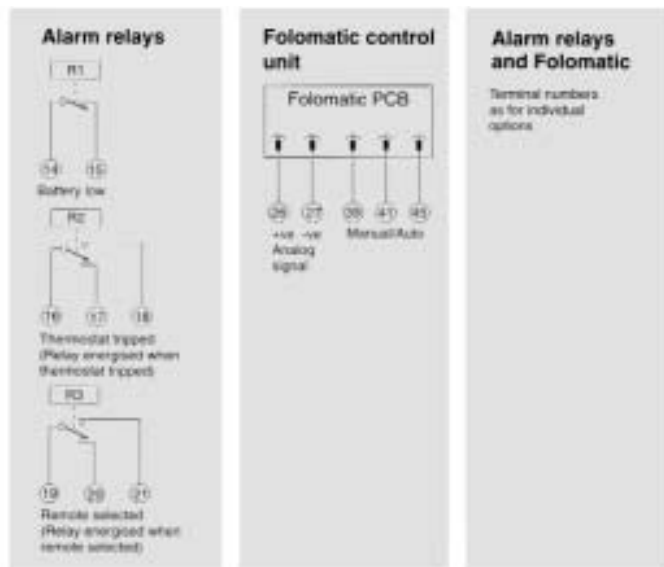 Alarm relays
R1
14 15
Battery low
R2
16 17 18
Thermostat tripped
(Relay energised when
thermostat tripped)
R3
19 20 21
Remote selected
(Relay energised when
remote selected)
Folomatic control
unit
Folomatic PCB
26 27 39 41 45
+ve -ve Manual/Auto
Analog
signal
Alarm relays
and Folomatic
Terminal numbers
as for individual
options